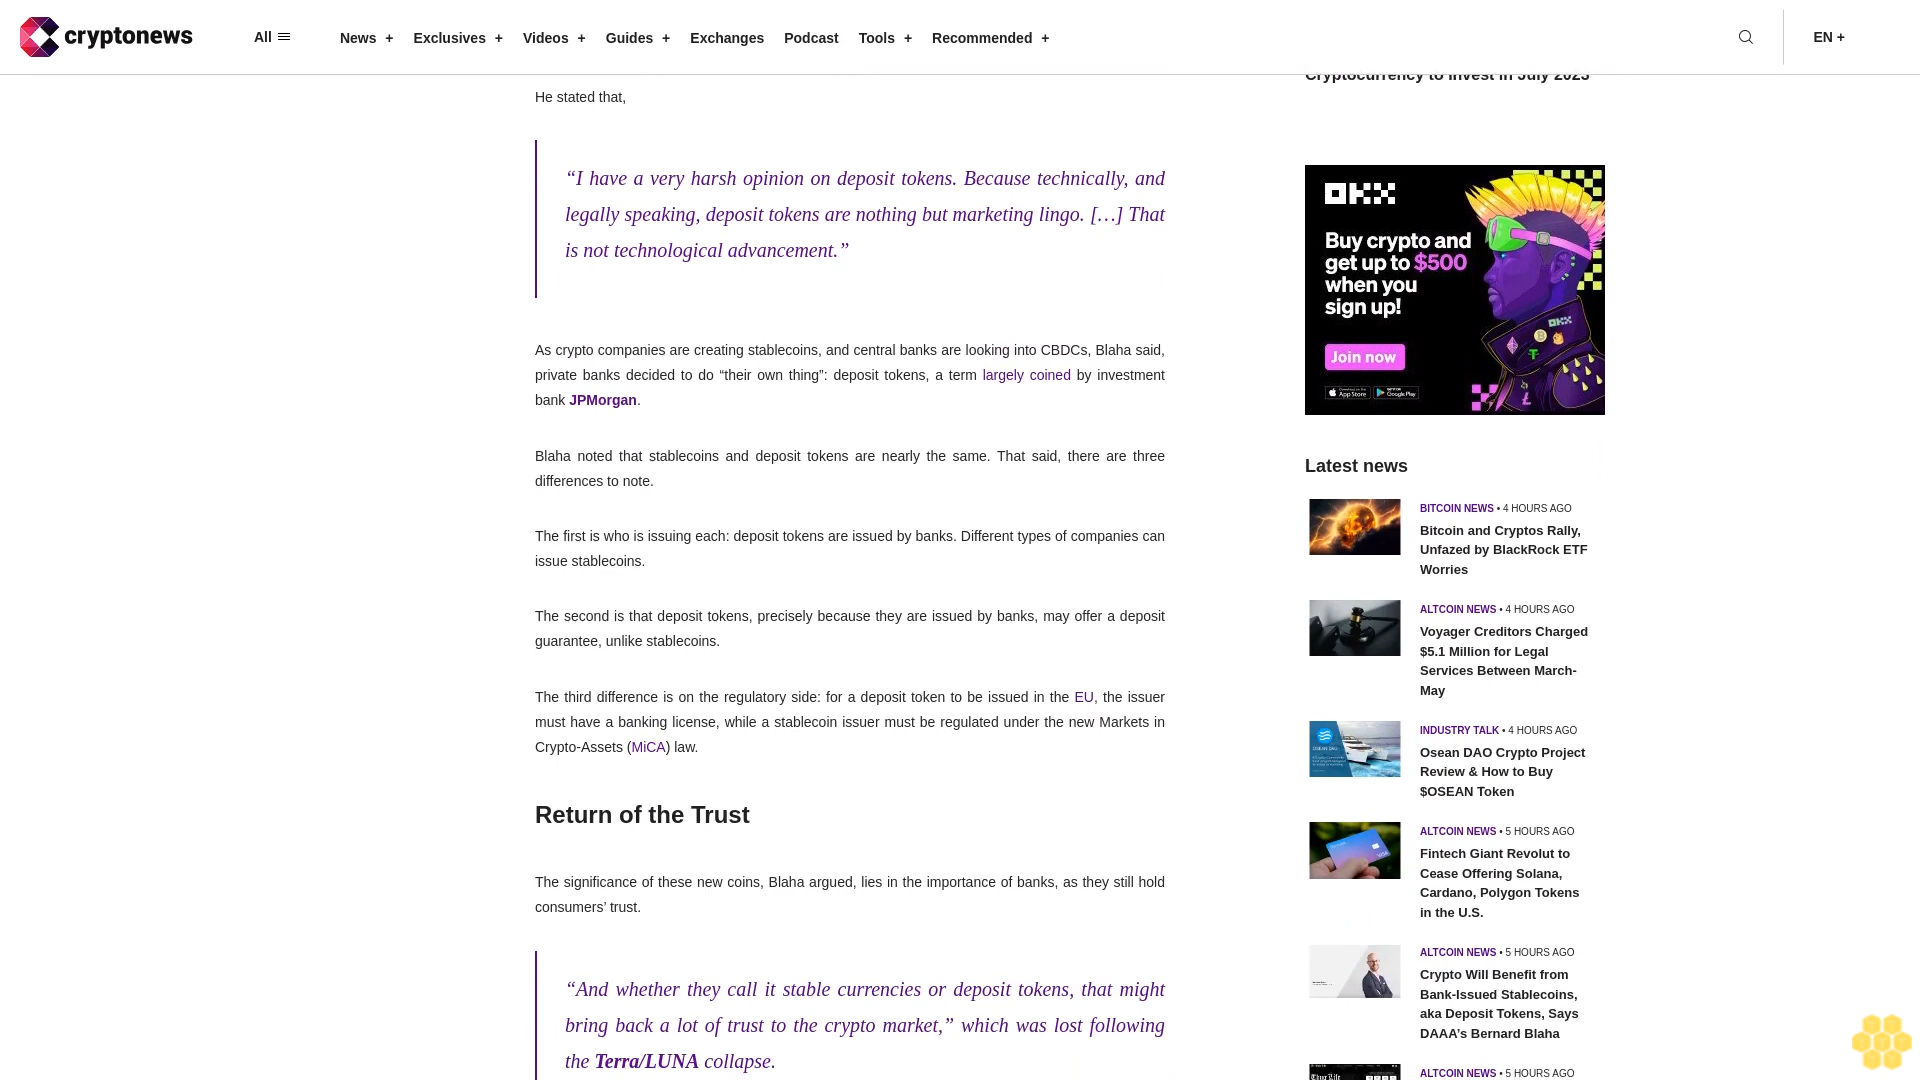 cryptonews
All
News +
Exclusives +
Videos +
Guides +
Exchanges
Podcast
Tools +
Recommended +
EN +
He stated that,
“I have a very harsh opinion on deposit tokens. Because technically, and
legally speaking, deposit tokens are nothing but marketing lingo. […] That
is not technological advancement.”
As crypto companies are creating stablecoins, and central banks are looking into CBDCs, Blaha said,
private banks decided to do “their own thing”: deposit tokens, a term largely coined by investment
bank JPMorgan.
Blaha noted that stablecoins and deposit tokens are nearly the same. That said, there are three
differences to note.
The first is who is issuing each: deposit tokens are issued by banks. Different types of companies can
issue stablecoins.
The second is that deposit tokens, precisely because they are issued by banks, may offer a deposit
guarantee, unlike stablecoins.
The third difference is on the regulatory side: for a deposit token to be issued in the EU, the issuer
must have a banking license, while a stablecoin issuer must be regulated under the new Markets in
Crypto-Assets (MiCA) law.
Return of the Trust
The significance of these new coins, Blaha argued, lies in the importance of banks, as they still hold
consumers’ trust.
“And whether they call it stable currencies or deposit tokens, that might
bring back a lot of trust to the crypto market,” which was lost following
the Terra/LUNA collapse.
Cryptocurrency to Invest in July 2023
OKX
Buy crypto and
get up to $500
when you
sign up!
Join now
Download on the
App Store
GET IT ON
Google Play
OKX
Latest news
BITCOIN NEWS • 4 HOURS AGO
Bitcoin and Cryptos Rally,
Unfazed by BlackRock ETF
Worries
ALTCOIN NEWS • 4 HOURS AGO
Voyager Creditors Charged
$5.1 Million for Legal
Services Between March-
May
OSEAN DAO
INDUSTRY TALK • 4 HOURS AGO
Osean DAO Crypto Project
Review & How to Buy
$OSEAN Token
VISA
ALTCOIN NEWS • 5 HOURS AGO
Fintech Giant Revolut to
Cease Offering Solana,
Cardano, Polygon Tokens
in the U.S.
ALTCOIN NEWS • 5 HOURS AGO
Crypto Will Benefit from
Bank-Issued Stablecoins,
aka Deposit Tokens, Says
DAAA’s Bernard Blaha
Thug Life
ALTCOIN NEWS • 5 HOURS AGO